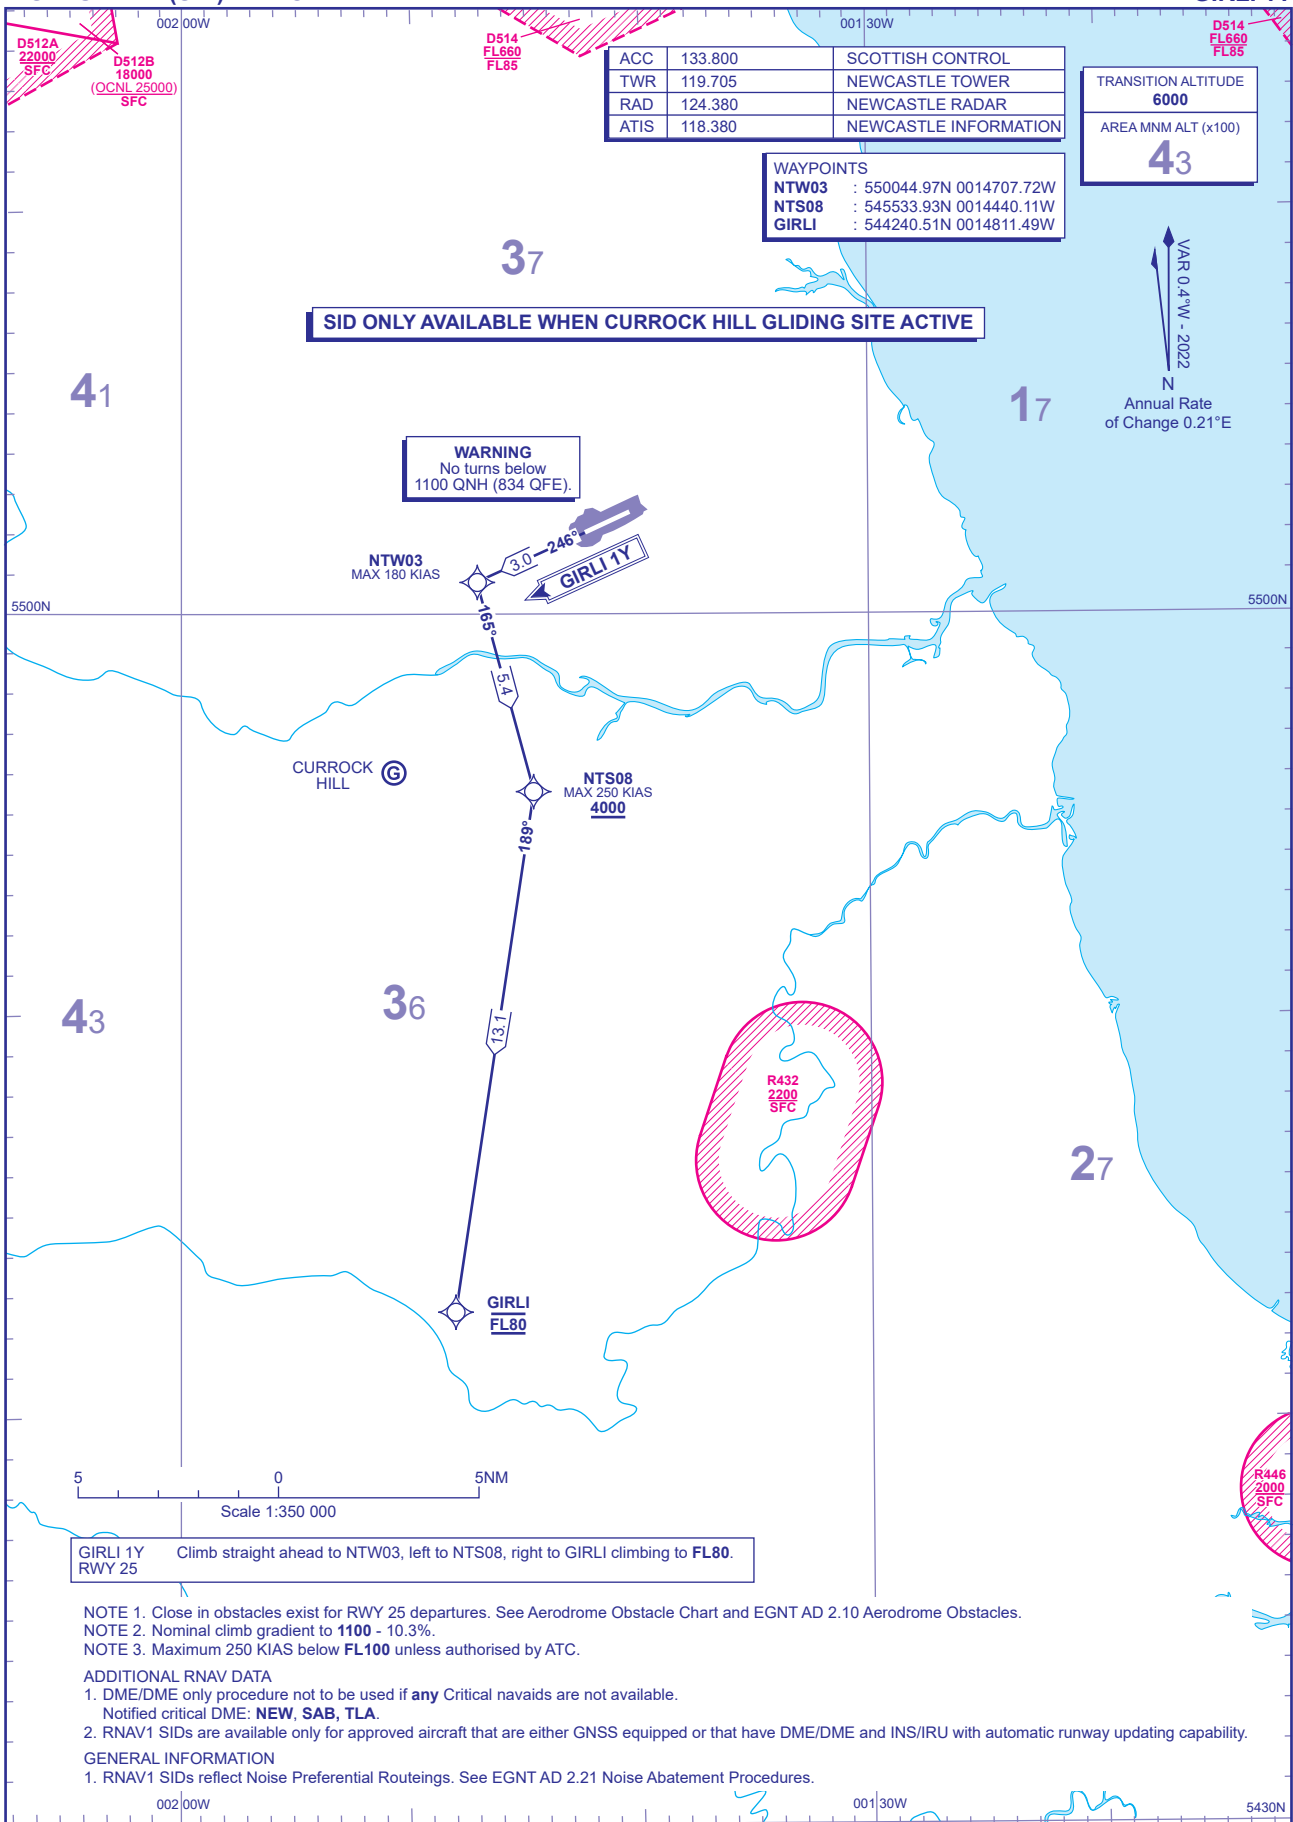 002 00W
001 30W
D512A
22000
SFC
D512B
18000
(OCNL 25000)
SFC
D514
FL660
FL85
D514
FL660
FL85
ACC 133.800 SCOTTISH CONTROL
TWR 119.705 NEWCASTLE TOWER
RAD 124.380 NEWCASTLE RADAR
ATIS 118.380 NEWCASTLE INFORMATION
TRANSITION ALTITUDE
6000
AREA MNM ALT (x100)
43
WAYPOINTS
NTW03 : 550044.97N 0014707.72W
NTS08 : 545533.93N 0014440.11W
GIRLI : 544240.51N 0014811.49W
37
VAR 0.4°W - 2022
N
Annual Rate
of Change 0.21°E
SID ONLY AVAILABLE WHEN CURROCK HILL GLIDING SITE ACTIVE
41
17
WARNING
No turns below
1100 QNH (834 QFE).
NTW03
MAX 180 KIAS
3.0
246°
GIRLI 1Y
5500N
5500N
165°
5.4
CURROCK
HILL
G
NTS08
MAX 250 KIAS
4000
189°
43
36
13.1
R432
2200
SFC
27
GIRLI
FL80
R446
2000
SFC
5 0 5NM
Scale 1:350 000
GIRLI 1Y Climb straight ahead to NTW03, left to NTS08, right to GIRLI climbing to FL80.
RWY 25
NOTE 1. Close in obstacles exist for RWY 25 departures. See Aerodrome Obstacle Chart and EGNT AD 2.10 Aerodrome Obstacles.
NOTE 2. Nominal climb gradient to 1100 - 10.3%.
NOTE 3. Maximum 250 KIAS below FL100 unless authorised by ATC.
ADDITIONAL RNAV DATA
1. DME/DME only procedure not to be used if any Critical navaids are not available.
Notified critical DME: NEW, SAB, TLA.
2. RNAV1 SIDs are available only for approved aircraft that are either GNSS equipped or that have DME/DME and INS/IRU with automatic runway updating capability.
GENERAL INFORMATION
1. RNAV1 SIDs reflect Noise Preferential Routeings. See EGNT AD 2.21 Noise Abatement Procedures.
002 00W
001 30W
5430N